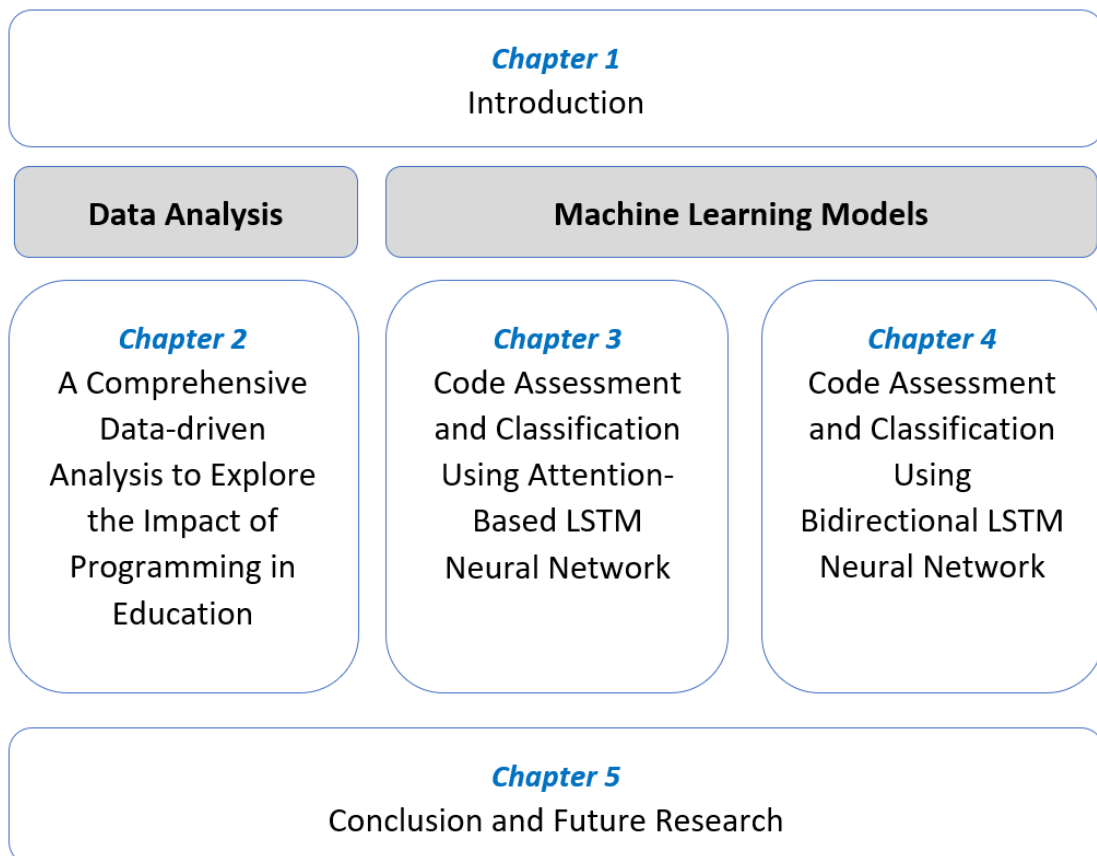 Chapter 1
Introduction
Data Analysis
Machine Learning Models
Chapter 2
A Comprehensive
Data-driven
Analysis to Explore
the Impact of
Programming in
Education
Chapter 3
Code Assessment
and Classification
Using Attention-
Based LSTM
Neural Network
Chapter 4
Code Assessment
and Classification
Using
Bidirectional LSTM
Neural Network
Chapter 5
Conclusion and Future Research